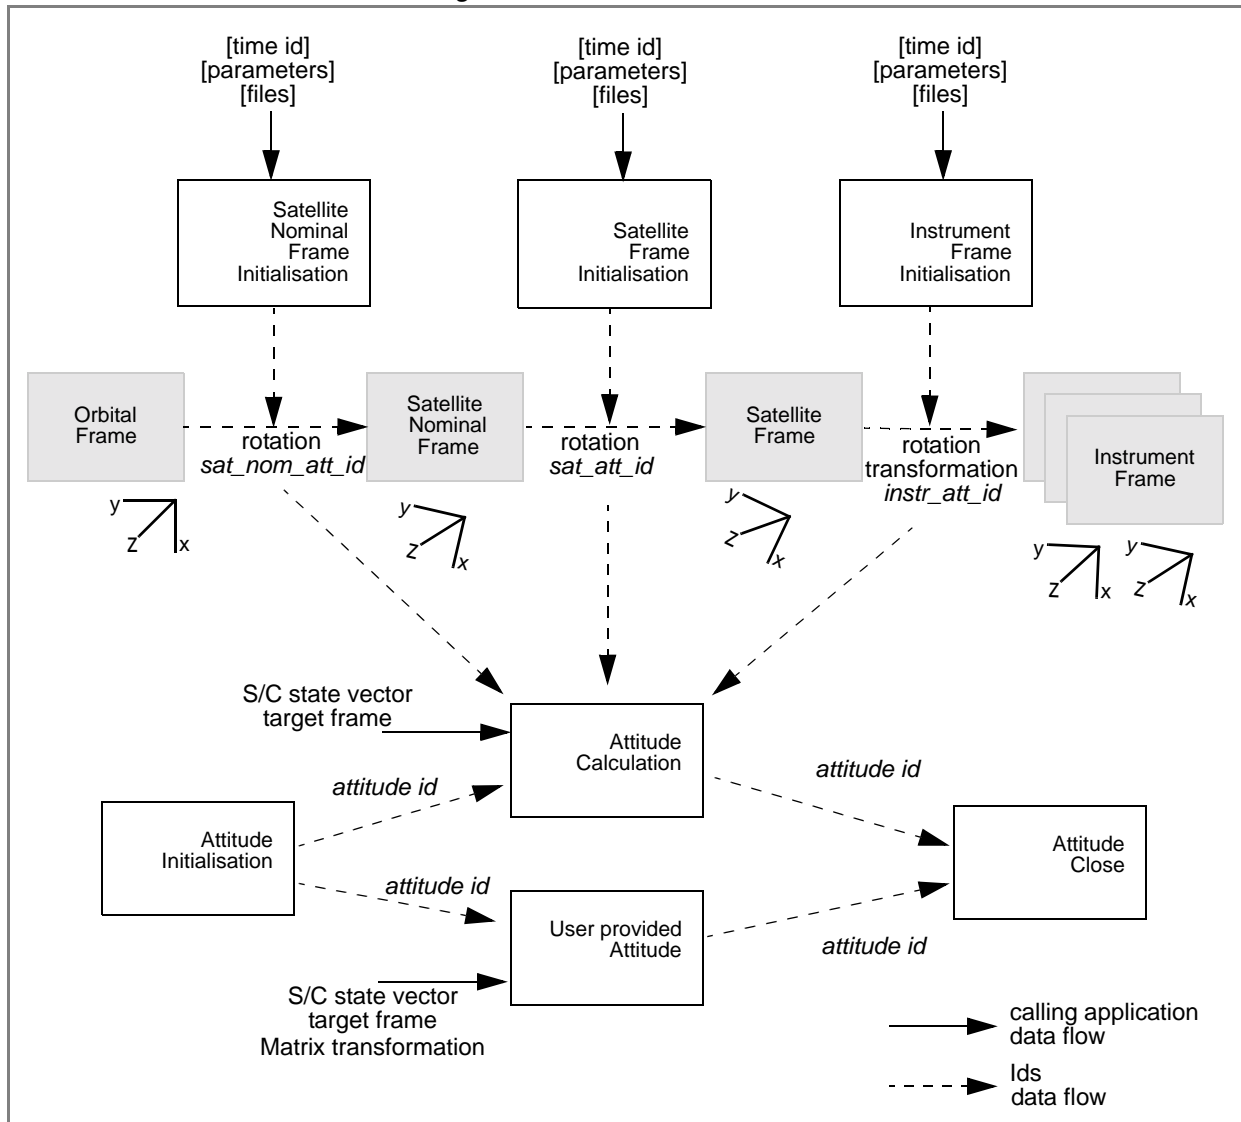 [time id]
[parameters]
[files]
[time id]
[parameters]
[files]
[time id]
[parameters]
[files]
Satellite
Nominal
Frame
Initialisation
Satellite
Frame
Initialisation
Instrument
Frame
Initialisation
Orbital
Frame
rotation
sat_nom_att_id
Satellite
Nominal
Frame
rotation
sat_att_id
Satellite
Frame
rotation
transformation
instr_att_id
Instrument
Frame
y
z
x
y
z
x
y
z
x
y
z
x
y
z
x
S/C state vector
target frame
Attitude
Calculation
attitude id
attitude id
Attitude
Initialisation
Attitude
Close
attitude id
User provided
Attitude
attitude id
S/C state vector
target frame
Matrix transformation
calling application
data flow
Ids
data flow